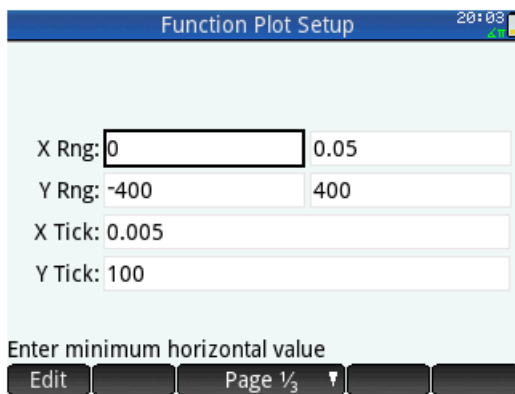 Function Plot Setup 20:03
∡π
X Rng: 0 0.05
Y Rng: -400 400
X Tick: 0.005
Y Tick: 100
Enter minimum horizontal value
Edit Page ⅓